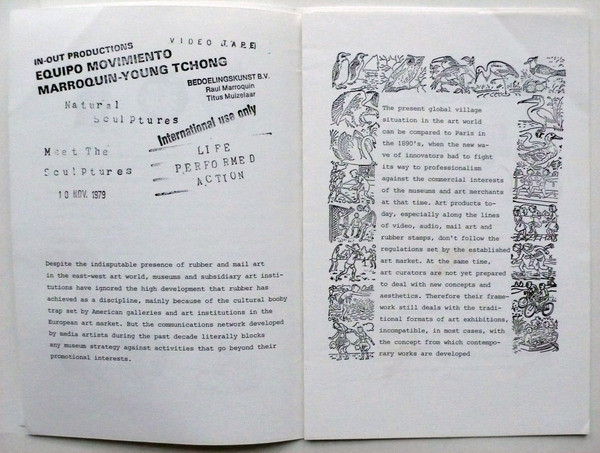 VIDEO TAPE
IN-OUT PRODUCTIONS
EQUIPO MOVIMIENTO
MARROQUIN-YOUNG TCHONG
BEDOELINGSKUNST B.V.
Raul Marroquin
Titus Muizelaar
Natural
Sculptures
International use only
Meet The
Sculptures
LIFE
PERFORMED
ACTION
10 NOV. 1979
Despite the indisputable presence of rubber and mail art
in the east-west art world, museums and subsidiary art insti-
tutions have ignored the high development that rubber has
achieved as a discipline, mainly because of the cultural booby
trap set by American galleries and art institutions in the
European art market. But the communications network developed
by media artists during the past decade literally blocks
any museum strategy against activities that go beyond their
promotional interests.
The present global village
situation in the art world
can be compared to Paris in
the 1890's, when the new wa-
ve of innovators had to fight
its way to professionalism
against the commercial interests
of the museums and art merchants
at that time. Art products to-
day, especially along the lines
of video, audio, mail art and
rubber stamps, don't follow the
regulations set by the established
art market. At the same time,
art curators are not yet prepared
to deal with new concepts and
aesthetics. Therefore their frame-
work still deals with the tradi-
tional formats of art exhibitions,
incompatible, in most cases, with
the concept from which contempo-
rary works are developed